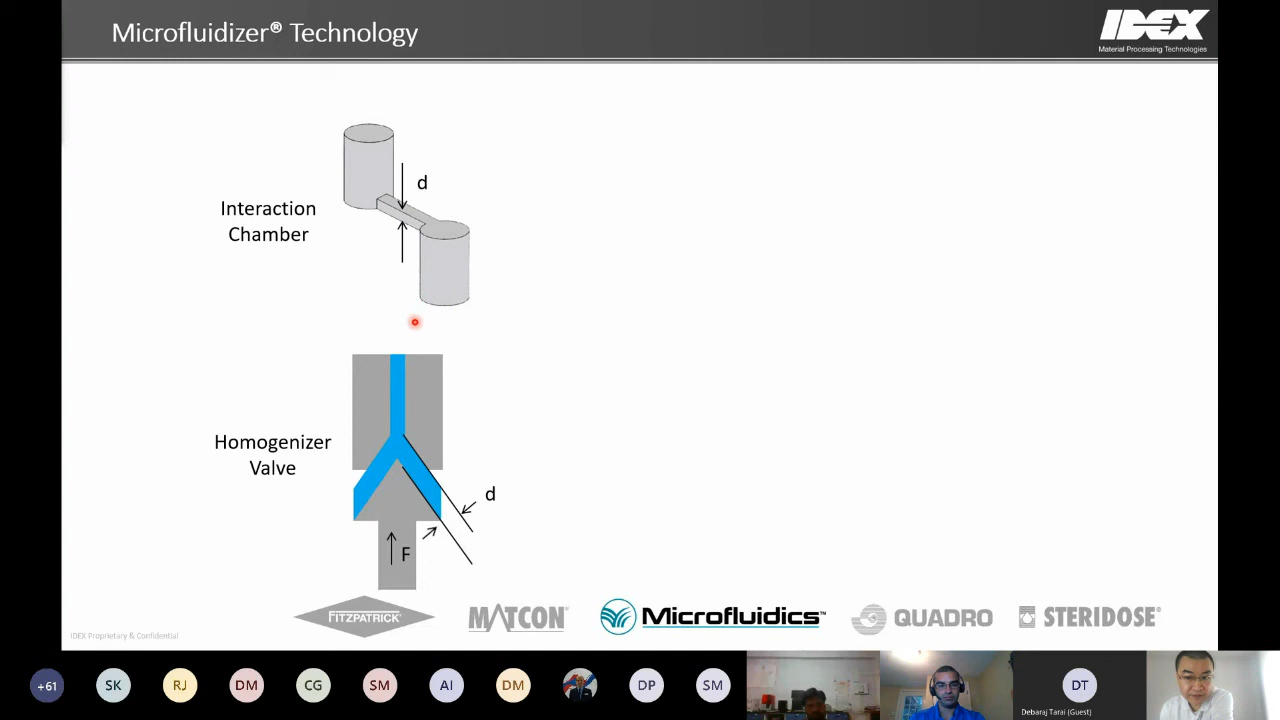 Microfluidizer® Technology
IDEX
Material Processing Technologies
d
Interaction
Chamber
Homogenizer
Valve
d
F
FITZPATRICK
MATCON®
Microfluidics™
QUADRO
STERIDOSE®
IDEX Proprietary & Confidential
+61
SK
RJ
DM
CG
SM
AI
DM
DP
SM
DT
Debaraj Tarai (Guest)